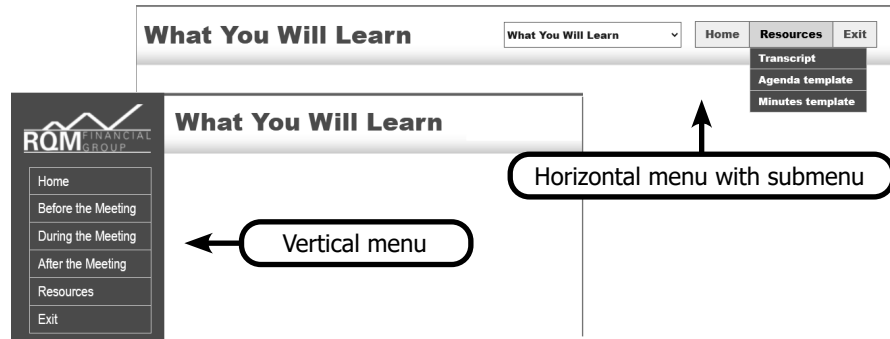 What You Will Learn
What You Will Learn
Home Resources Exit
Transcript
Agenda template
Minutes template
Horizontal menu with submenu
RQM FINANCIAL
GROUP
What You Will Learn
Home
Before the Meeting
During the Meeting
After the Meeting
Resources
Exit
Vertical menu